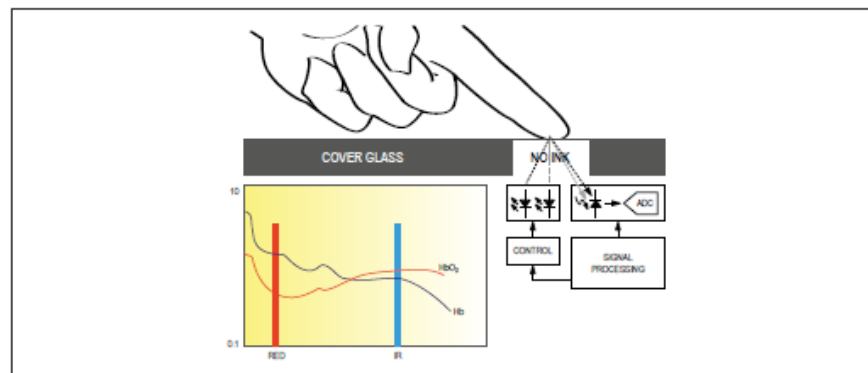 COVER GLASS
NO INK
10
HbO₂
Hb
0.1
RED
IR
ADC
CONTROL
SIGNAL
PROCESSING